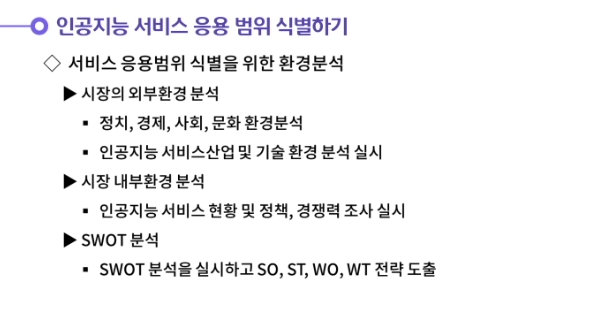 인공지능 서비스 응용 범위 식별하기
◇ 서비스 응용범위 식별을 위한 환경분석
▶ 시장의 외부환경 분석
▪ 정치, 경제, 사회, 문화 환경분석
▪ 인공지능 서비스산업 및 기술 환경 분석 실시
▶ 시장 내부환경 분석
▪ 인공지능 서비스 현황 및 정책, 경쟁력 조사 실시
▶ SWOT 분석
▪ SWOT 분석을 실시하고 SO, ST, WO, WT 전략 도출